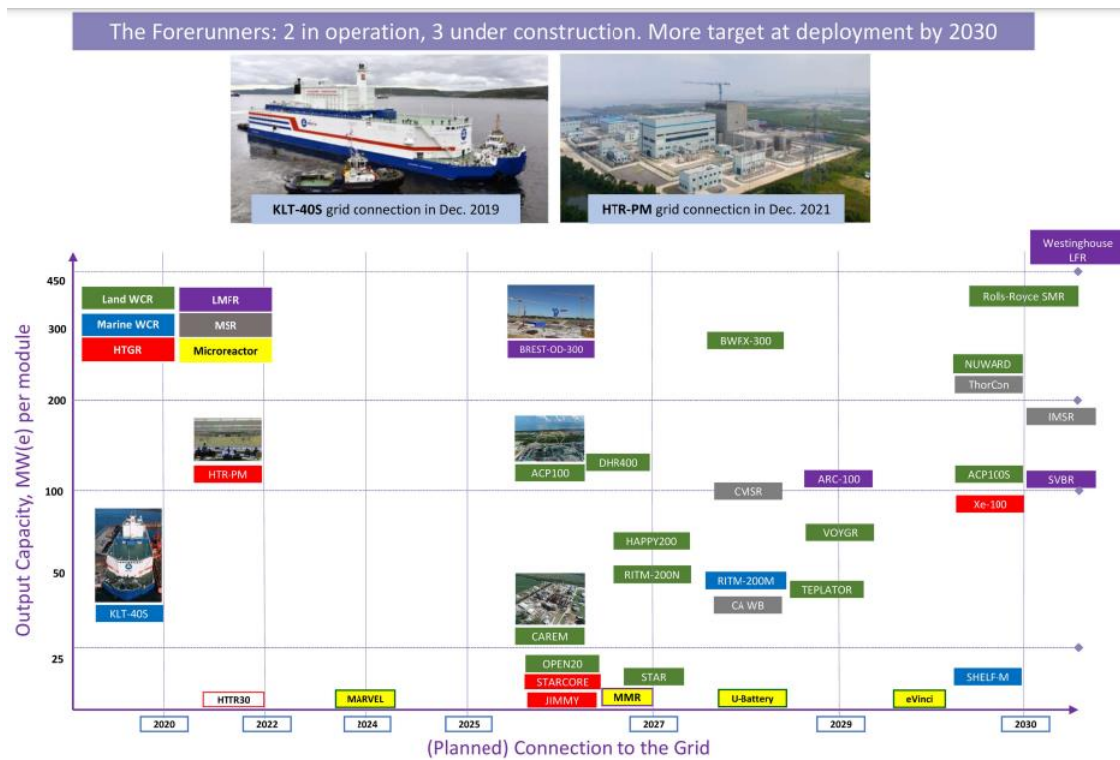 The Forerunners: 2 in operation, 3 under construction. More target at deployment by 2030
KLT-40S grid connection in Dec. 2019
HTR-PM grid connection in Dec. 2021
Output Capacity, MW(e) per module
450
300
200
100
50
25
Land WCR
LMFR
Marine WCR
MSR
HTGR
Microreactor
Westinghouse
LFR
Rolls-Royce SMR
BREST-OD-300
BWFX-300
NUWARD
ThorCon
IMSR
HTR-PM
ACP100
DHR400
CMSR
ARC-100
ACP100S
SVBR
Xe-100
HAPPY200
VOYGR
KLT-40S
RITM-200N
RITM-200M
TEPLATOR
CA WB
CAREM
OPEN20
STARCORE
STAR
SHELF-M
HTTR30
MARVEL
JIMMY
MMR
U-Battery
eVinci
2020
2022
2024
2025
2027
2029
2030
(Planned) Connection to the Grid